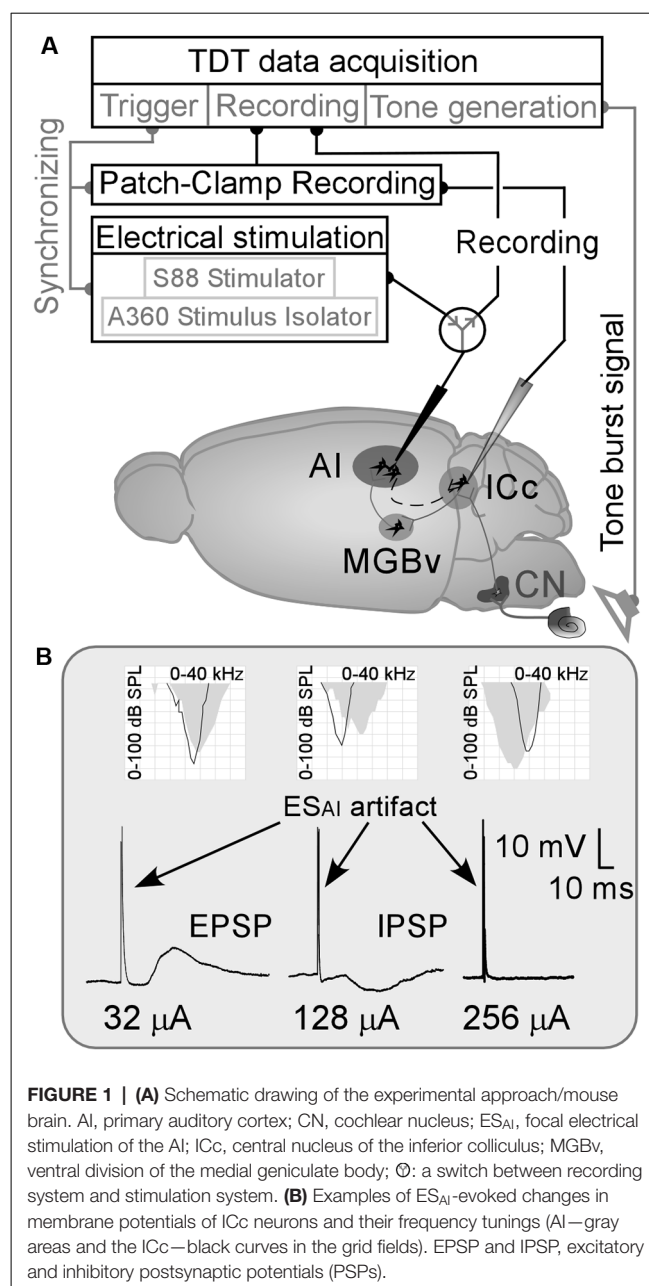 A
TDT data acquisition
Trigger Recording Tone generation
Synchronizing
Patch-Clamp Recording
Electrical stimulation
S88 Stimulator
A360 Stimulus Isolator
Recording
Tone burst signal
AI
ICc
MGBv
CN
B
0-100 dB SPL 0-40 kHz
0-100 dB SPL 0-40 kHz
0-100 dB SPL 0-40 kHz
ESAI artifact
10 mV
10 ms
EPSP
IPSP
32 µA 128 µA 256 µA
FIGURE 1 | (A) Schematic drawing of the experimental approach/mouse
brain. AI, primary auditory cortex; CN, cochlear nucleus; ESAI, focal electrical
stimulation of the AI; ICc, central nucleus of the inferior colliculus; MGBv,
ventral division of the medial geniculate body; Ⓨ: a switch between recording
system and stimulation system. (B) Examples of ESAI-evoked changes in
membrane potentials of ICc neurons and their frequency tunings (AI—gray
areas and the ICc—black curves in the grid fields). EPSP and IPSP, excitatory
and inhibitory postsynaptic potentials (PSPs).